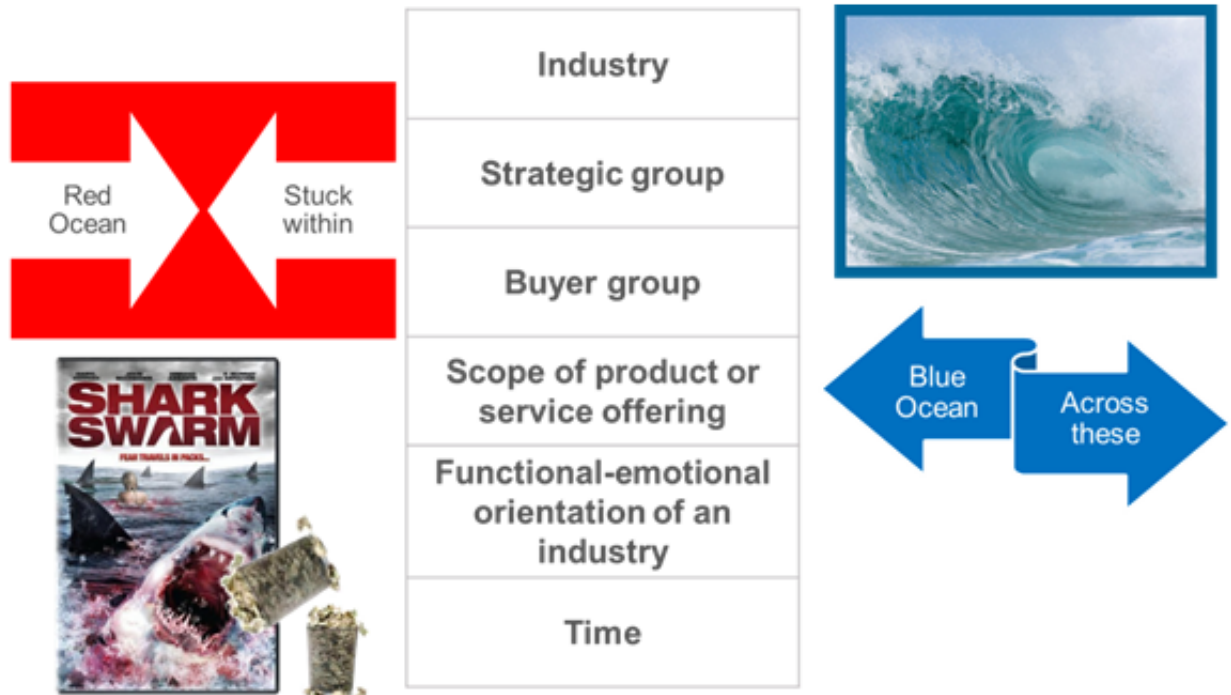 Industry
Strategic group
Buyer group
Scope of product or
service offering
Functional-emotional
orientation of an
industry
Time
Red
Ocean
Stuck
within
SHARK
SWARM
FEAR TRAVELS IN PACKS...
Blue
Ocean
Across
these